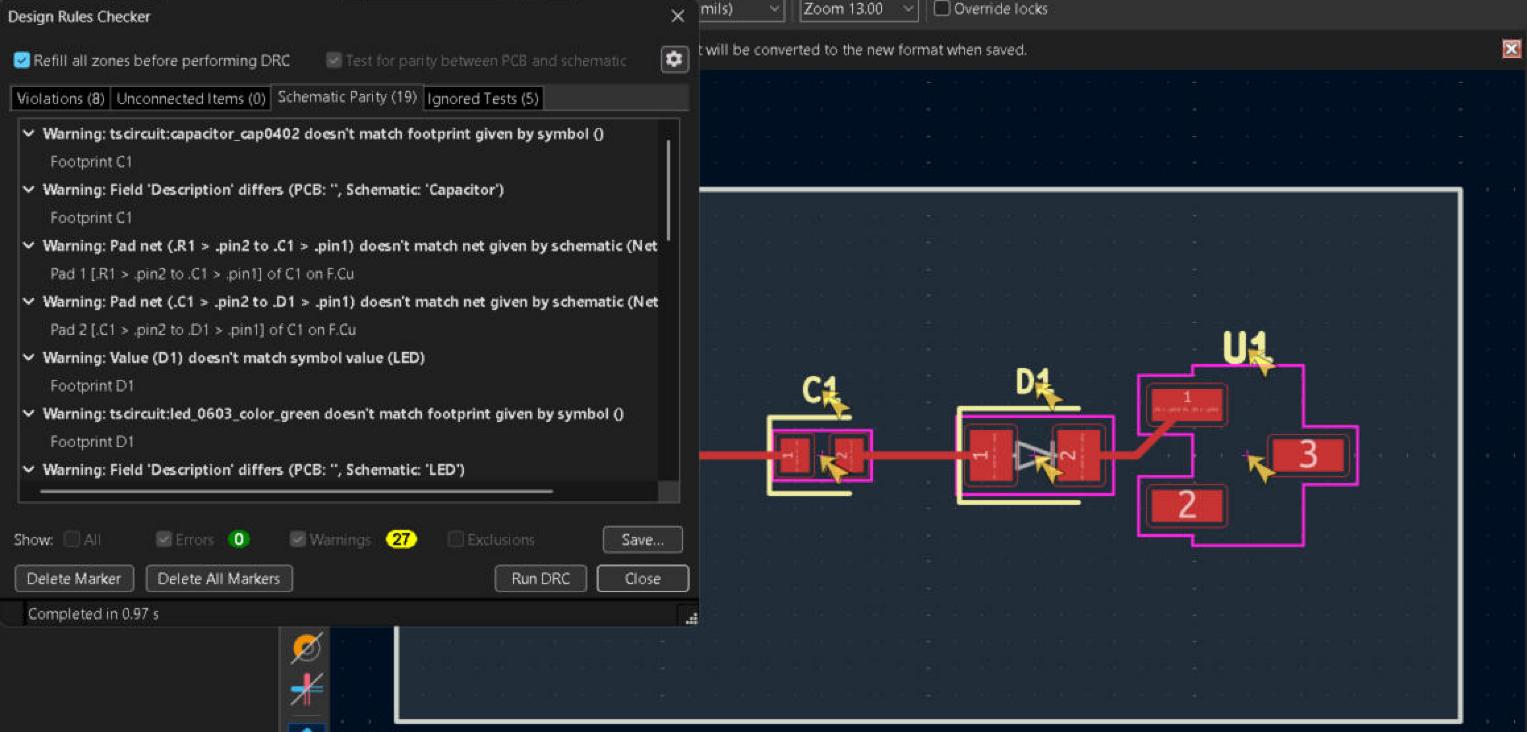 Design Rules Checker
mils)
Zoom 13.00
Override locks
Refill all zones before performing DRC
Test for parity between PCB and schematic
t will be converted to the new format when saved.
Violations (8)
Unconnected Items (0)
Schematic Parity (19)
Ignored Tests (5)
Warning: tscircuit:capacitor_cap0402 doesn't match footprint given by symbol ()
Footprint C1
Warning: Field 'Description' differs (PCB: '', Schematic: 'Capacitor')
Footprint C1
Warning: Pad net (.R1 > .pin2 to .C1 > .pin1) doesn't match net given by schematic (Net
Pad 1 [.R1 > .pin2 to .C1 > .pin1] of C1 on F.Cu
Warning: Pad net (.C1 > .pin2 to .D1 > .pin1) doesn't match net given by schematic (Net
Pad 2 [.C1 > .pin2 to .D1 > .pin1] of C1 on F.Cu
Warning: Value (D1) doesn't match symbol value (LED)
Footprint D1
Warning: tscircuit:led_0603_color_green doesn't match footprint given by symbol ()
Footprint D1
Warning: Field 'Description' differs (PCB: '', Schematic: 'LED')
Show:
All
Errors 0
Warnings 27
Exclusions
Save...
Delete Marker
Delete All Markers
Run DRC
Close
Completed in 0.97 s
C1
1
2
D1
1
2
U1
1
2
3